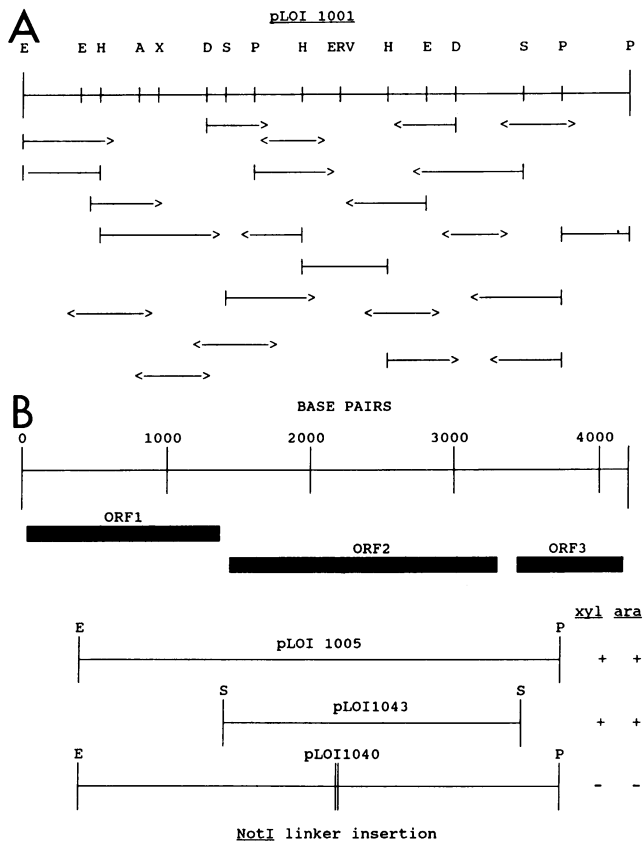 A
pLOI 1001
E E H A X D S P H ERV H E D S P P
B
BASE PAIRS
0 1000 2000 3000 4000
ORF1
ORF2 ORF3
xyl ara
E pLOI 1005 P
+ +
S pLOI1043 S
+ +
E pLOI1040 P
- -
NotI linker insertion